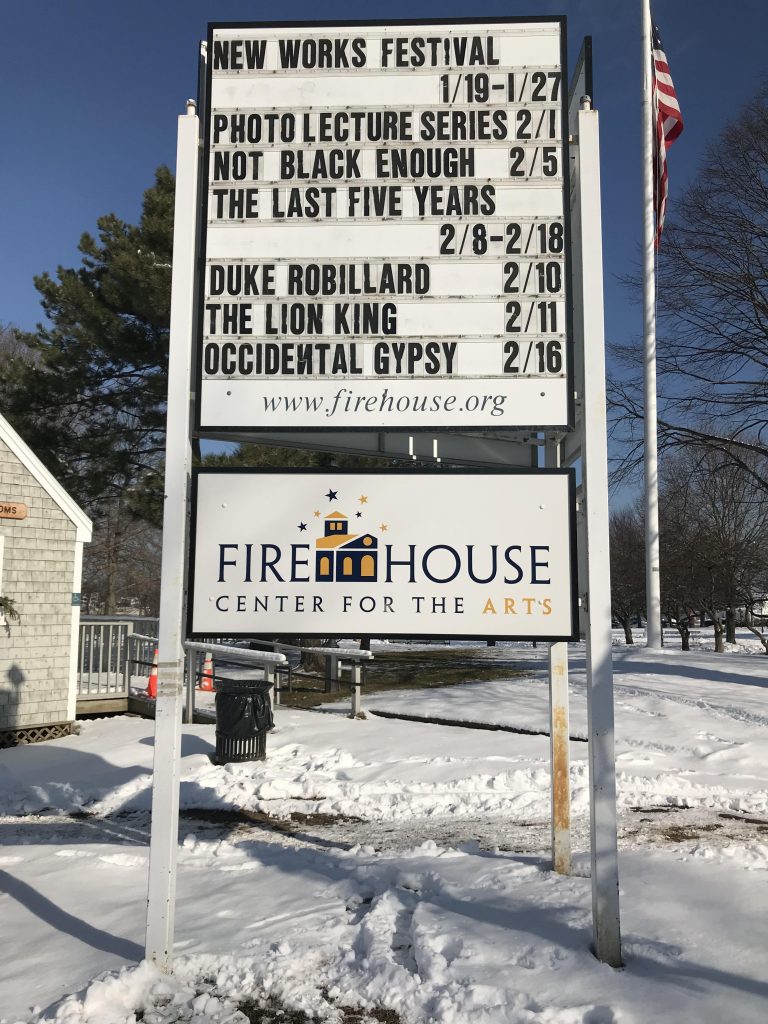 NEW WORKS FESTIVAL
1/19-1/27
PHOTO LECTURE SERIES 2/1
NOT BLACK ENOUGH 2/5
THE LAST FIVE YEARS
2/8-2/18
DUKE ROBILLARD 2/10
THE LION KING 2/11
OCCIDENTAL GYPSY 2/16
www.firehouse.org
FIREHOUSE
CENTER FOR THE ARTS
OMS